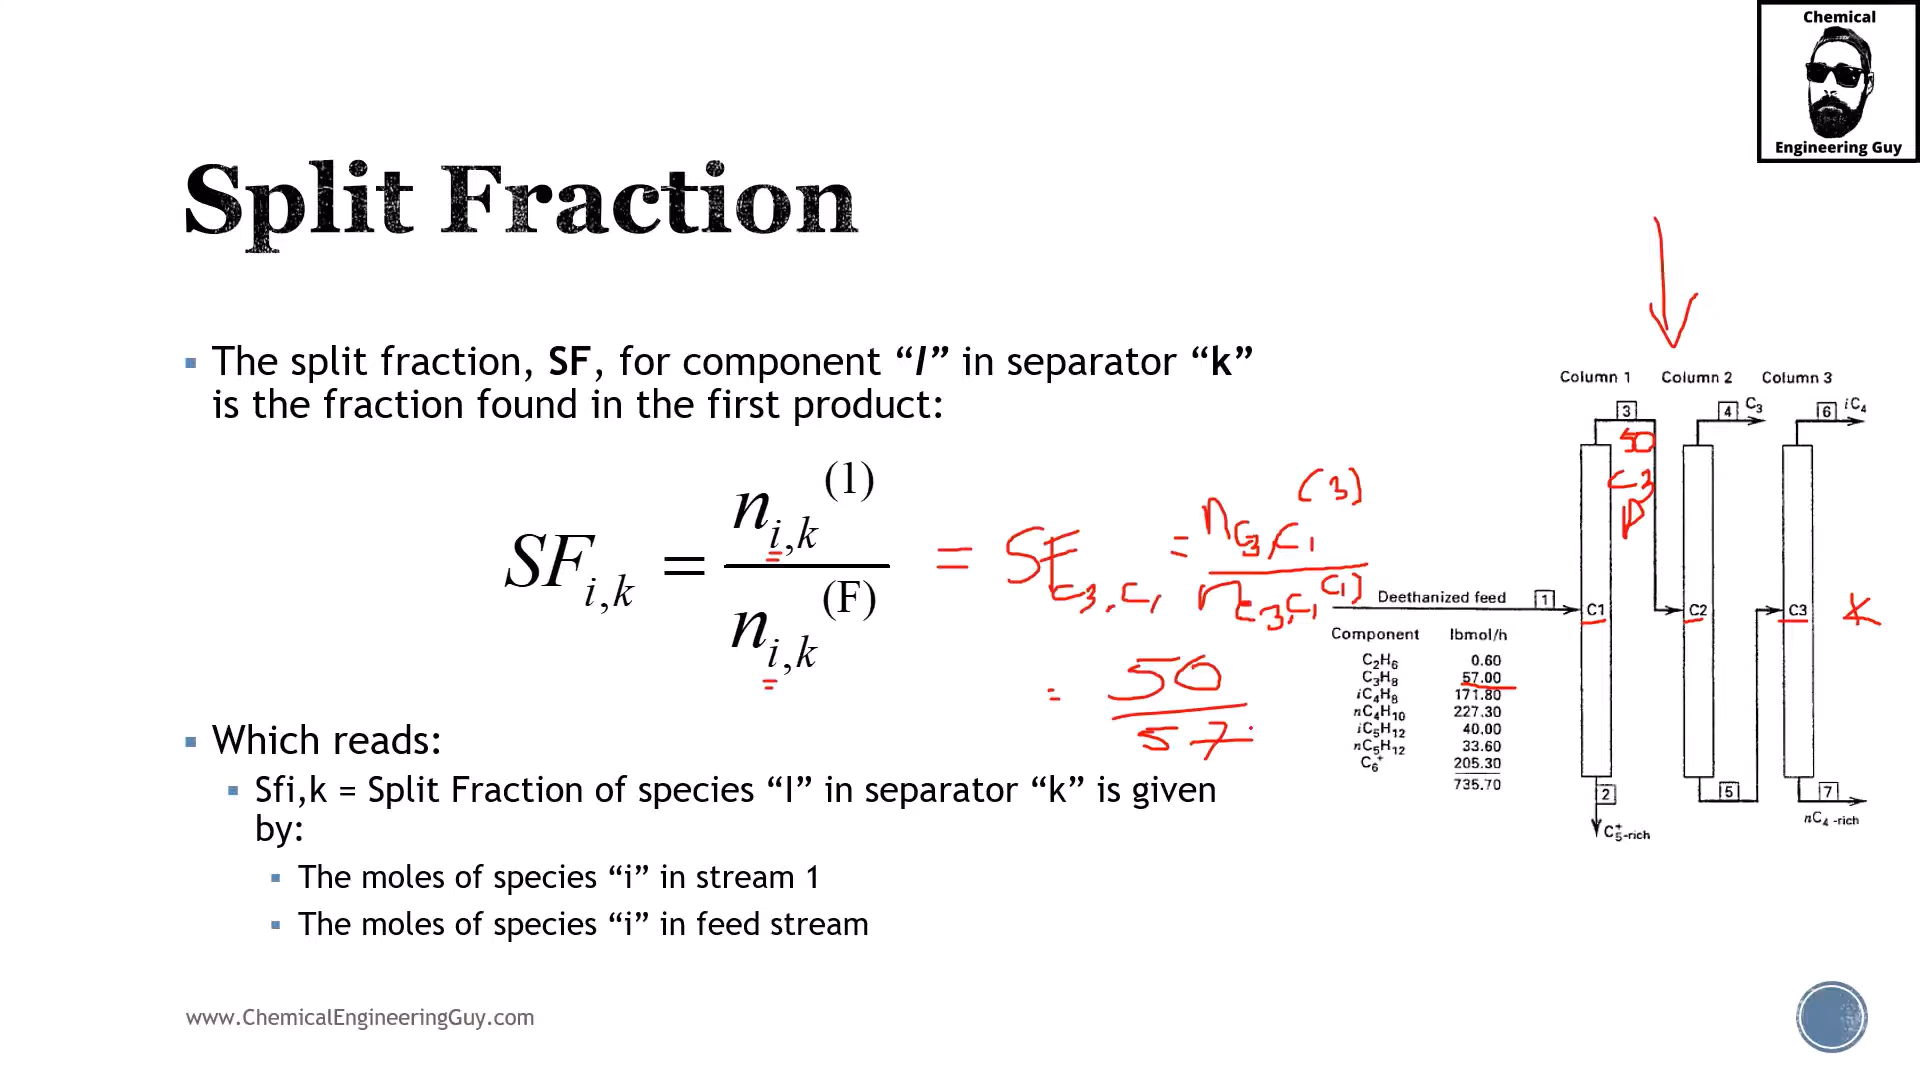 Chemical
Engineering Guy
Split Fraction
▪ The split fraction, SF, for component “I” in separator “k”
is the fraction found in the first product:
SF i,k = n i,k (1) / n i,k (F) = SF C3,C1 = n C3,C1 (3) / n C3,C1 (1)
= 50 / 57
▪ Which reads:
▪ Sfi,k = Split Fraction of species “I” in separator “k” is given
by:
▪ The moles of species “i” in stream 1
▪ The moles of species “i” in feed stream
www.ChemicalEngineeringGuy.com
Column 1 Column 2 Column 3
3 4 C3 6 iC4
50
C3
Deethanized feed 1 C1 C2 C3 k
Component lbmol/h
C2H6 0.60
C3H8 57.00
iC4H8 171.80
nC4H10 227.30
iC5H12 40.00
nC5H12 33.60
C6+ 205.30
735.70
2 5 7
C5+-rich nC4-rich